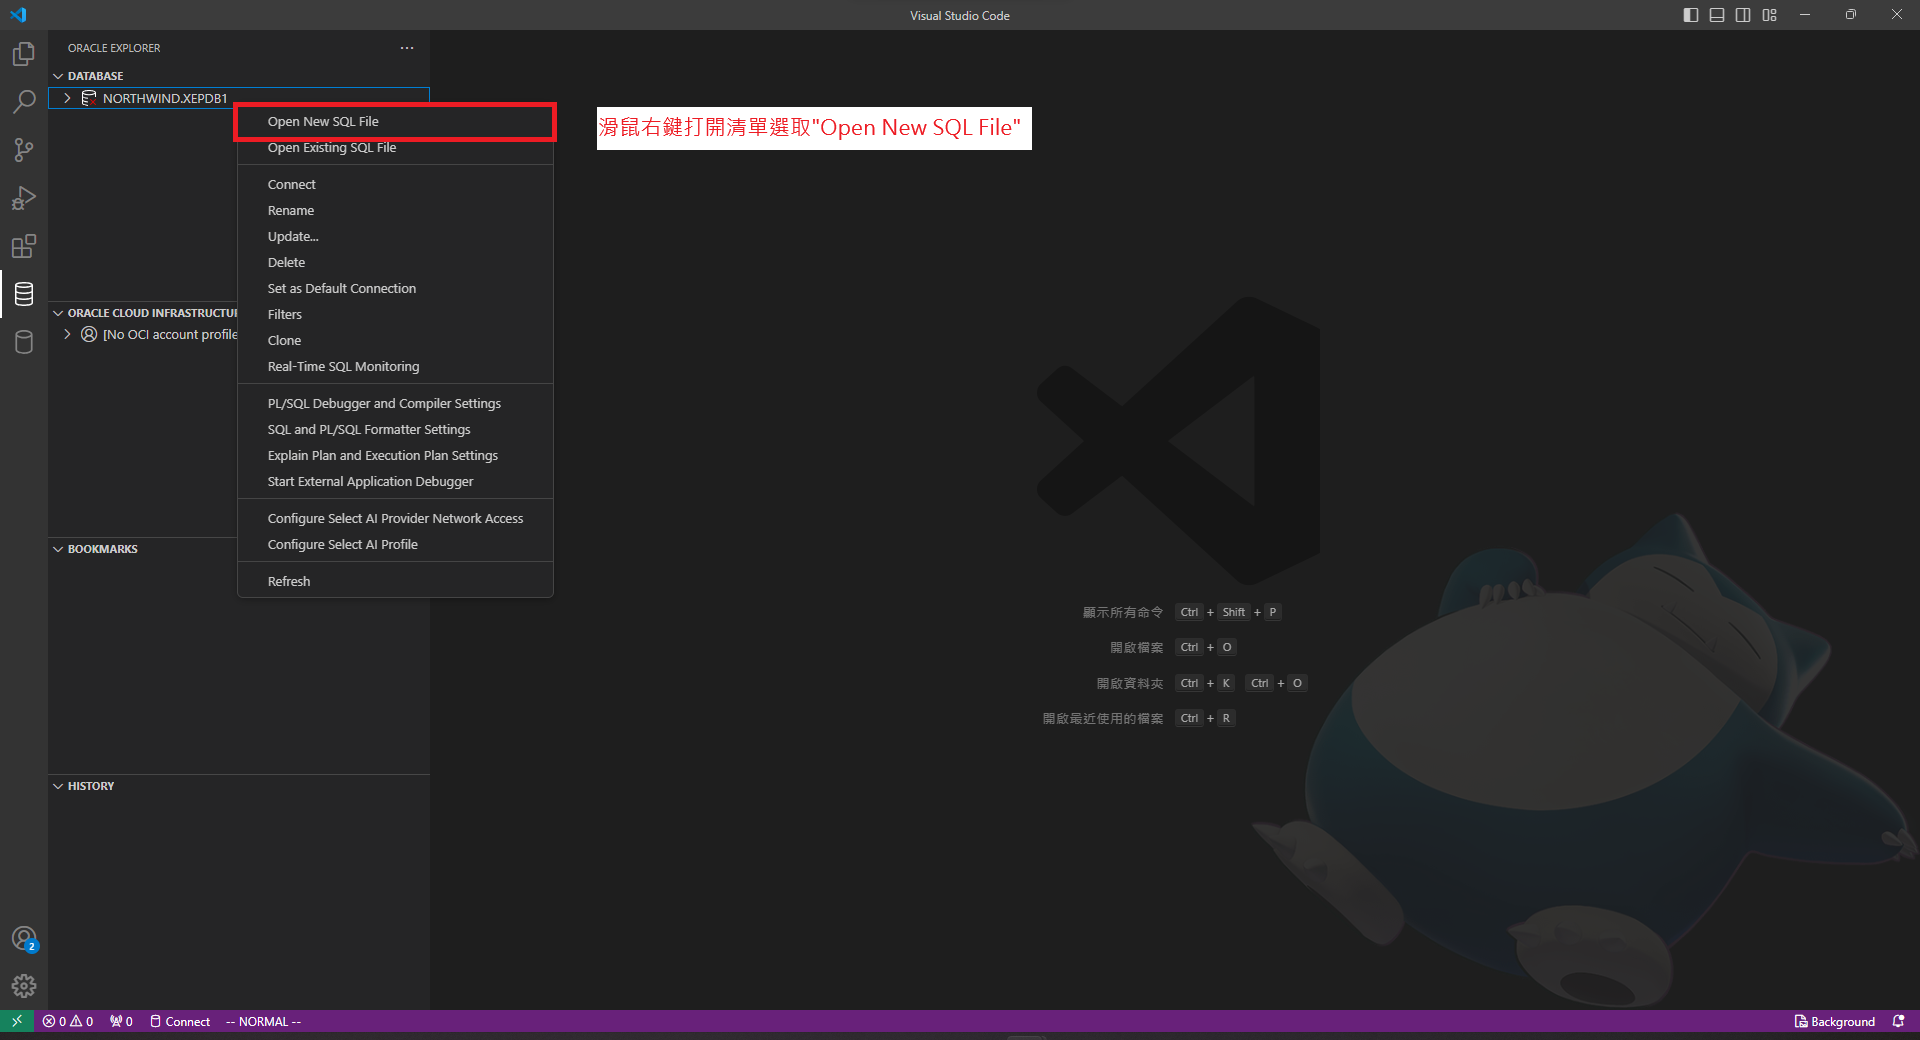 Visual Studio Code
ORACLE EXPLORER
DATABASE
NORTHWIND.XEPDB1
Open New SQL File
滑鼠右鍵打開清單選取"Open New SQL File"
Open Existing SQL File
Connect
Rename
Update...
Delete
Set as Default Connection
Filters
Clone
Real-Time SQL Monitoring
PL/SQL Debugger and Compiler Settings
SQL and PL/SQL Formatter Settings
Explain Plan and Execution Plan Settings
Start External Application Debugger
Configure Select AI Provider Network Access
Configure Select AI Profile
Refresh
ORACLE CLOUD INFRASTRUCTU
[No OCI account profile
BOOKMARKS
HISTORY
顯示所有命令 Ctrl + Shift + P
開啟檔案 Ctrl + O
開啟資料夾 Ctrl + K Ctrl + O
開啟最近使用的檔案 Ctrl + R
2
0 0 0 Connect -- NORMAL -- Background